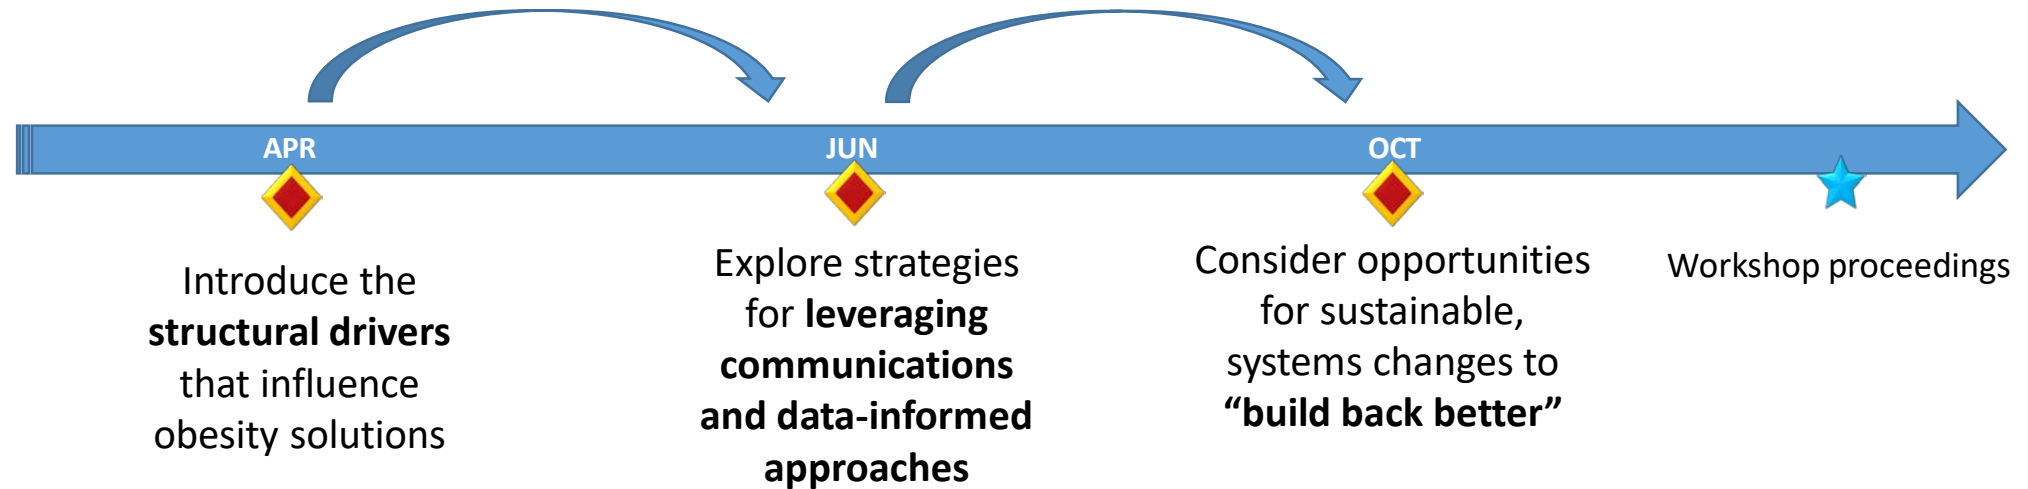 APR
JUN
OCT
Introduce the
structural drivers
that influence
obesity solutions
Explore strategies
for leveraging
communications
and data-informed
approaches
Consider opportunities
for sustainable,
systems changes to
“build back better”
Workshop proceedings